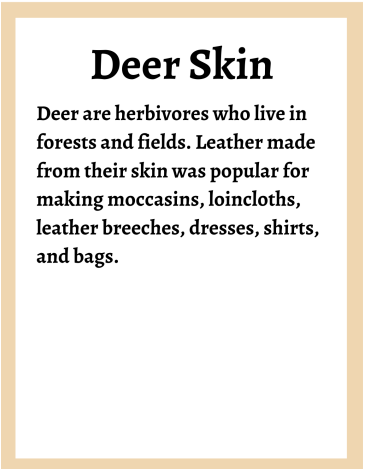 Deer Skin
Deer are herbivores who live in
forests and fields. Leather made
from their skin was popular for
making moccasins, loincloths,
leather breeches, dresses, shirts,
and bags.